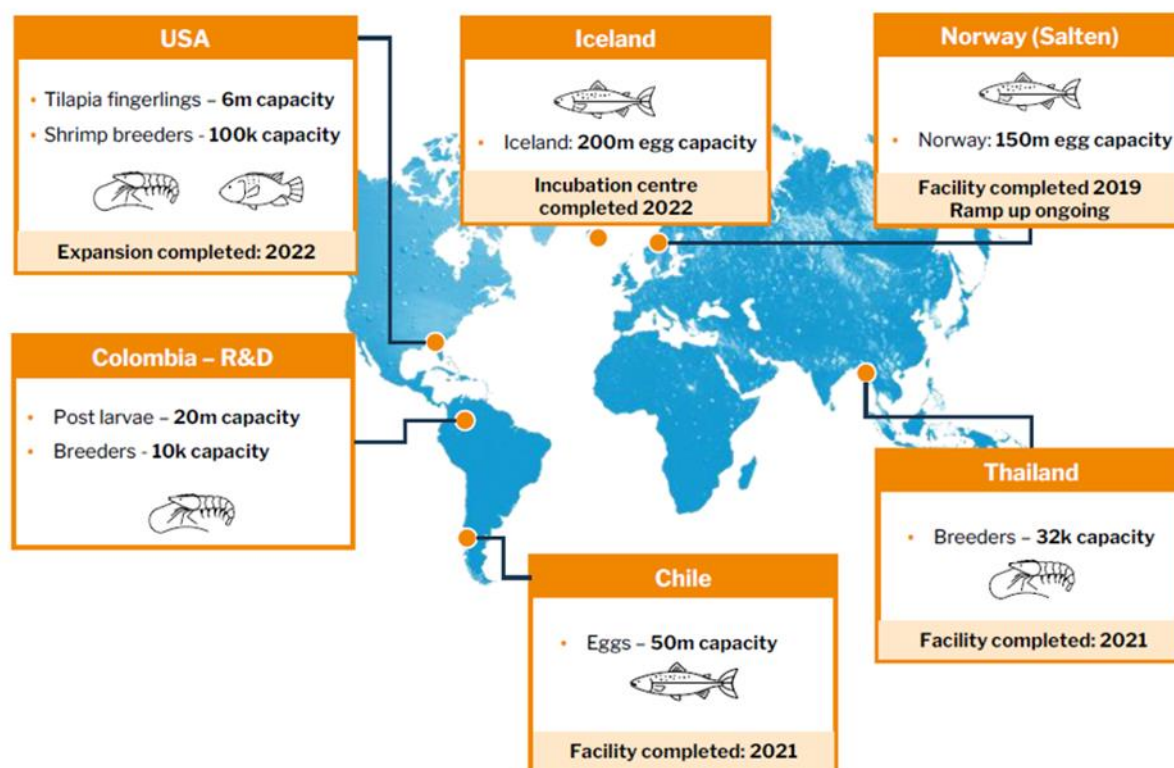 USA
• Tilapia fingerlings – 6m capacity
• Shrimp breeders - 100k capacity
Expansion completed: 2022
Iceland
• Iceland: 200m egg capacity
Incubation centre
completed 2022
Norway (Salten)
• Norway: 150m egg capacity
Facility completed 2019
Ramp up ongoing
Colombia – R&D
• Post larvae – 20m capacity
• Breeders - 10k capacity
Chile
• Eggs – 50m capacity
Facility completed: 2021
Thailand
• Breeders – 32k capacity
Facility completed: 2021